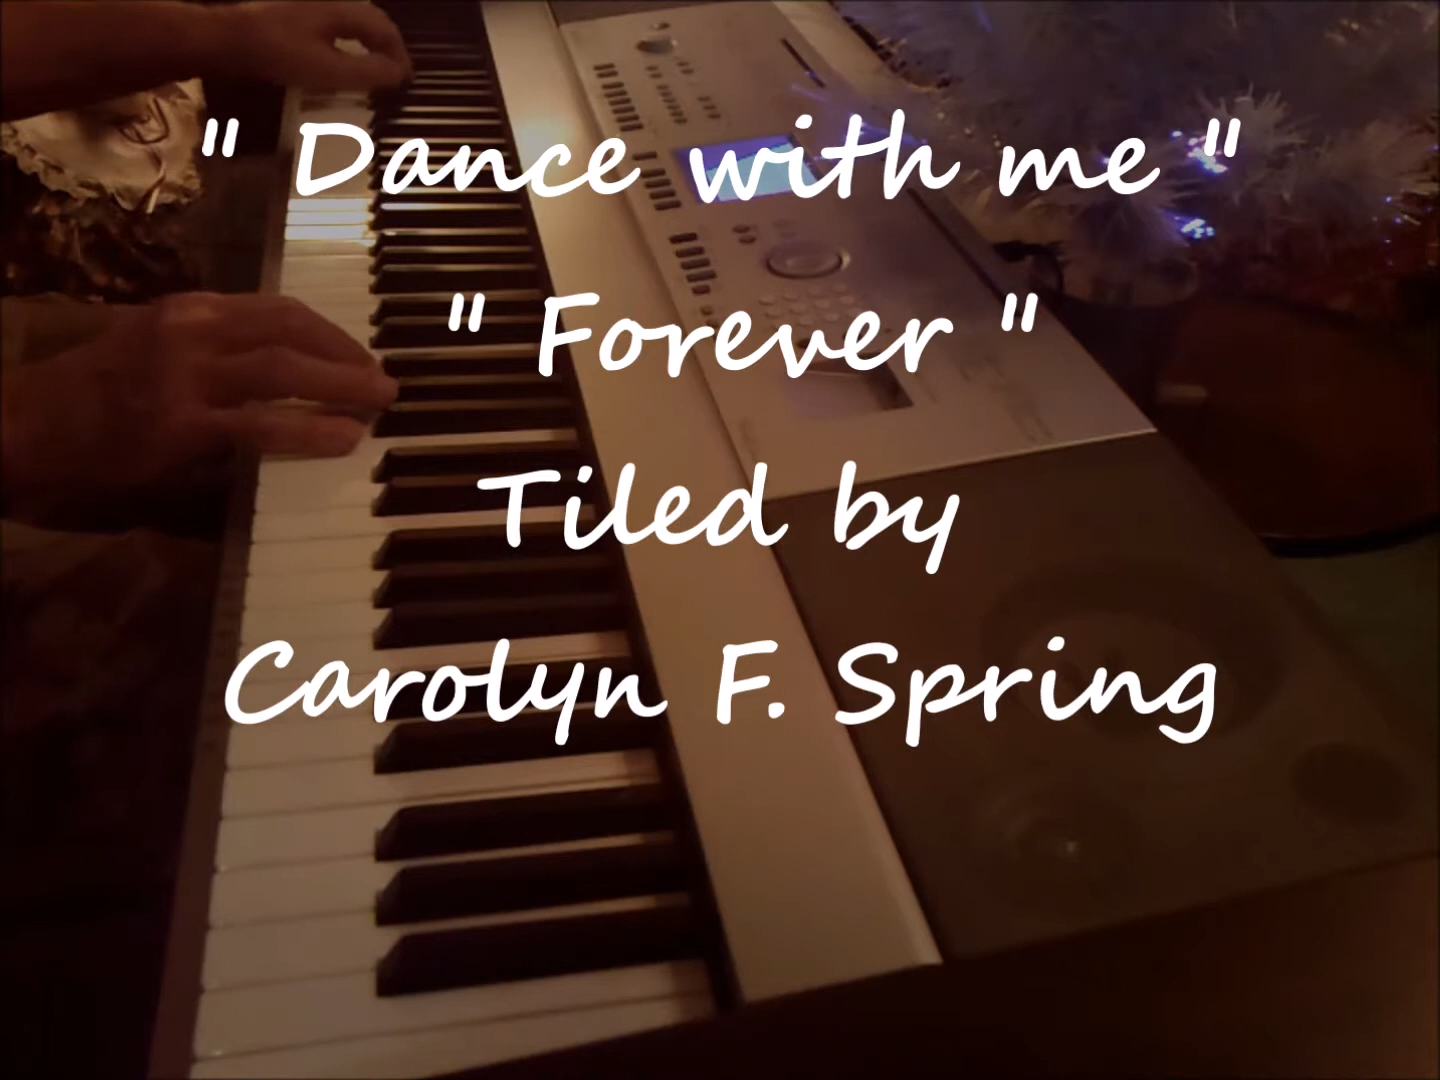 " Dance with me "
" Forever "
Tiled by
Carolyn F. Spring